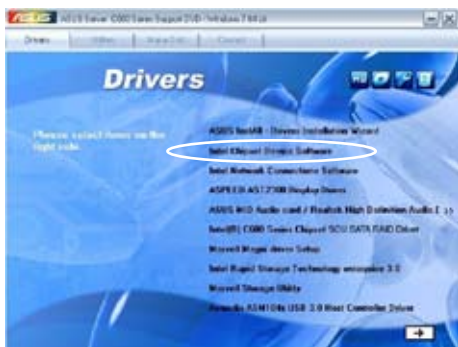 ASUS Server C600 Series Support DVD - Windows 7 64 bit
Drivers Utilities Make Disk Contact
Drivers
Please select items on the
right side.
ASUS InstAll - Drivers Installation Wizard
Intel Chipset Device Software
Intel Network Connections Software
ASPEED AST2300 Display Driver
ASUS MIO Audio card / Realtek High Definition Audio D >>
Intel(R) C600 Series Chipset SCU SATA RAID Driver
Marvell Magni driver Setup
Intel Rapid Storage Technology enterprise 3.0
Marvell Storage Utility
Asmedia ASM104x USB 3.0 Host Controller Driver